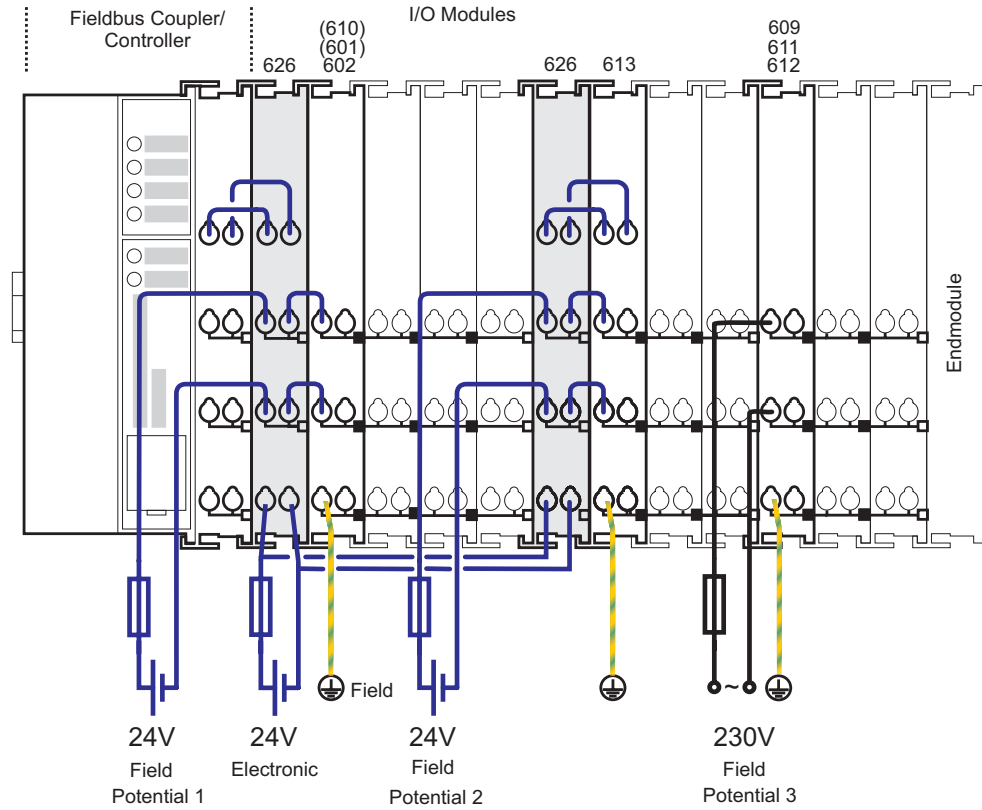 Fieldbus Coupler/
Controller
I/O Modules
626
(610)
(601)
602
626
613
609
611
612
Endmodule
Field
~
24V
Field
Potential 1
24V
Electronic
24V
Field
Potential 2
230V
Field
Potential 3